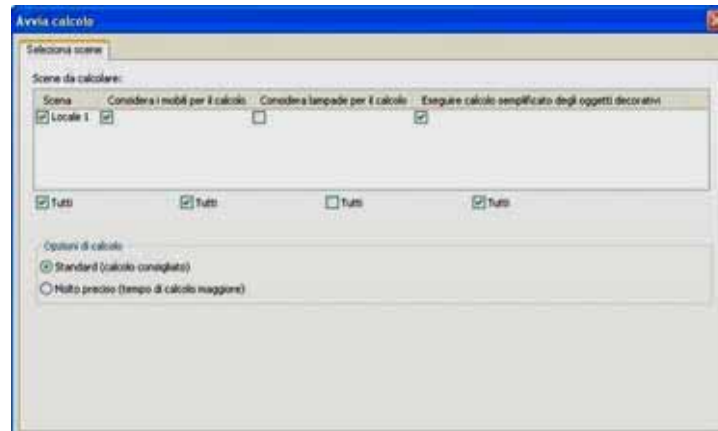 Avvia calcolo
Seleziona scene
Scene da calcolare:
Scena Considera i mobili per il calcolo Considera lampade per il calcolo Eseguire calcolo semplificato degli oggetti decorativi
Locale 1
Tutti Tutti Tutti Tutti
Opzioni di calcolo
Standard (calcolo consigliato)
Molto preciso (tempo di calcolo maggiore)